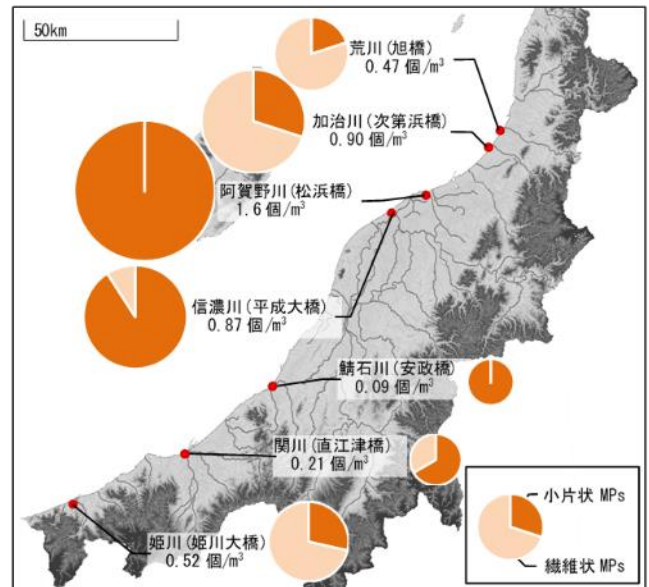 50km
荒川(旭橋)
0.47 個/m³
加治川(次第浜橋)
0.90 個/m³
阿賀野川(松浜橋)
1.6 個/m³
信濃川(平成大橋)
0.87 個/m³
鯖石川(安政橋)
0.09 個/m³
関川(直江津橋)
0.21 個/m³
姫川(姫川大橋)
0.52 個/m³
小片状 MPs
繊維状 MPs